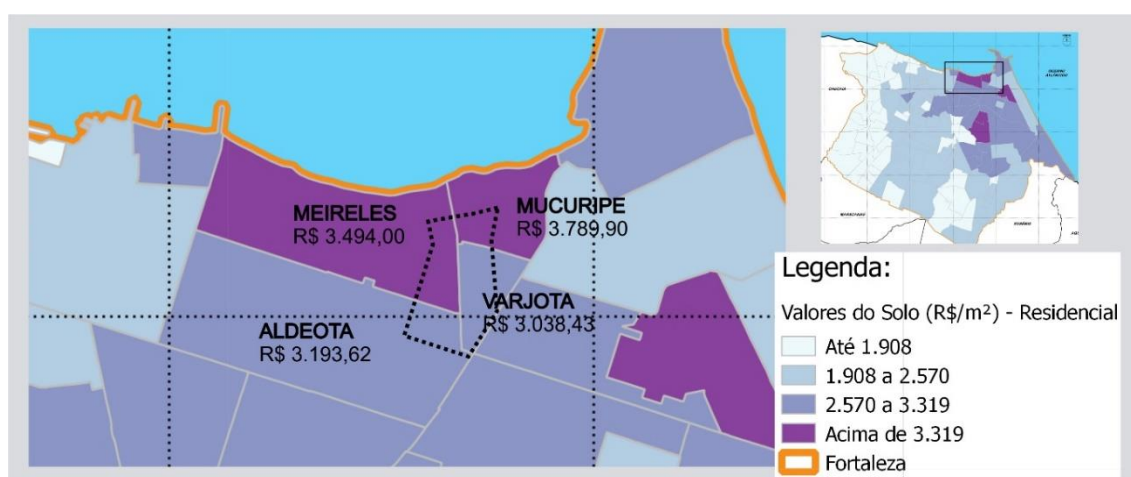 MEIRELES
R$ 3.494,00
MUCURIPE
R$ 3.789,90
VARJOTA
R$ 3.038,43
ALDEOTA
R$ 3.193,62
Legenda:
Valores do Solo (R$/m²) - Residencial
Até 1.908
1.908 a 2.570
2.570 a 3.319
Acima de 3.319
Fortaleza